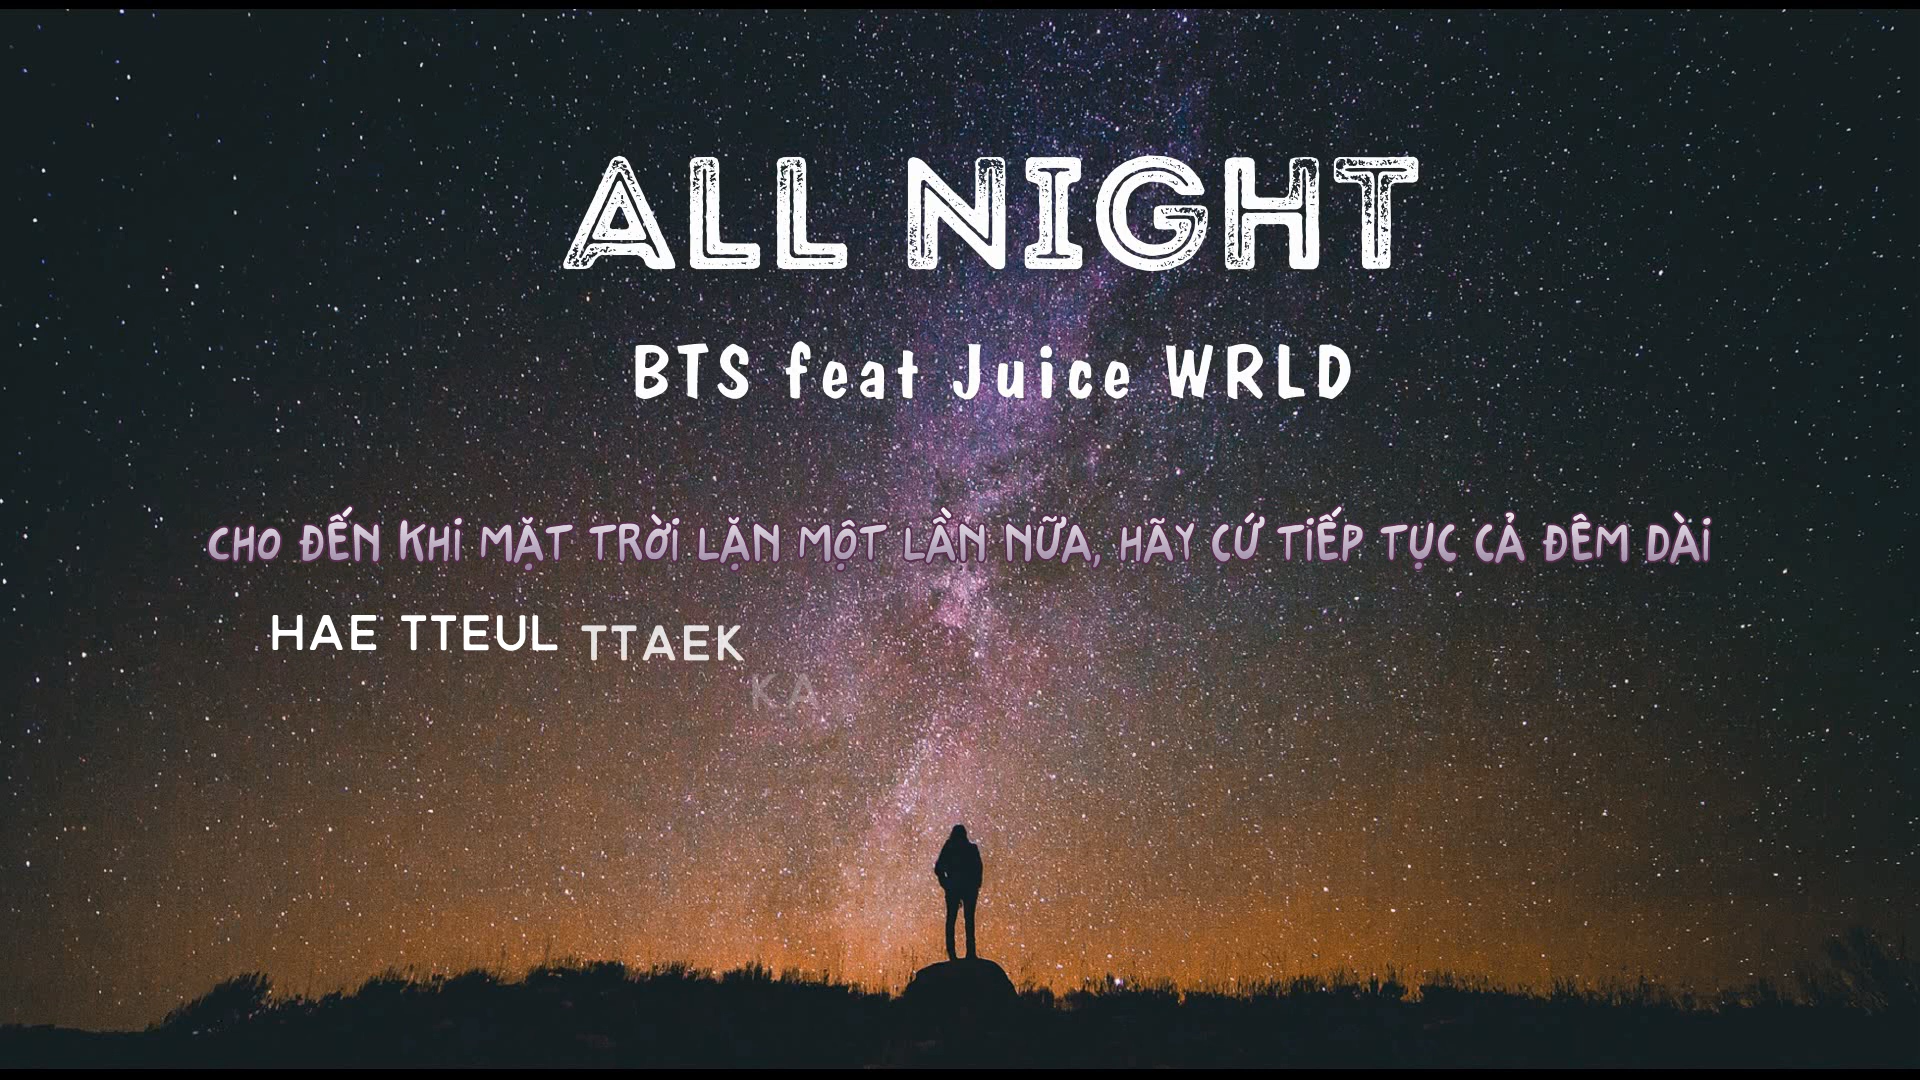 ALL NIGHT
BTS feat Juice WRLD
CHO ĐẾN KHI MẶT TRỜI LẶN MỘT LẦN NỮA, HÃY CỨ TIẾP TỤC CẢ ĐÊM DÀI
HAE TTEUL TTAEK KA